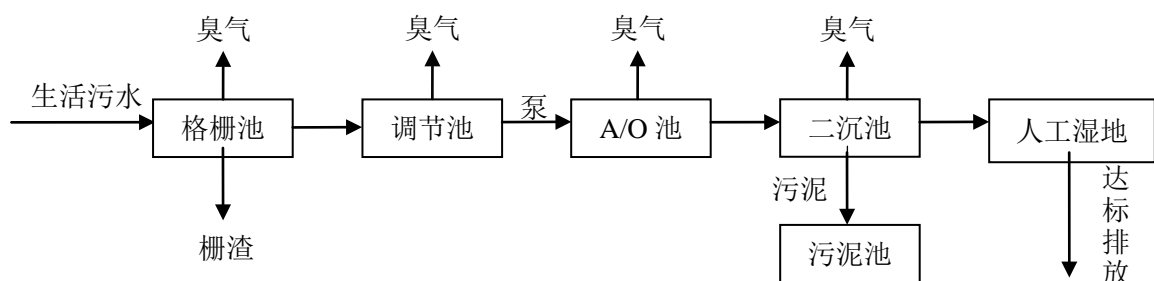 臭气
臭气
臭气
臭气
生活污水
格栅池
调节池
泵
A/O 池
二沉池
人工湿地
栅渣
污泥
污泥池
达标排放